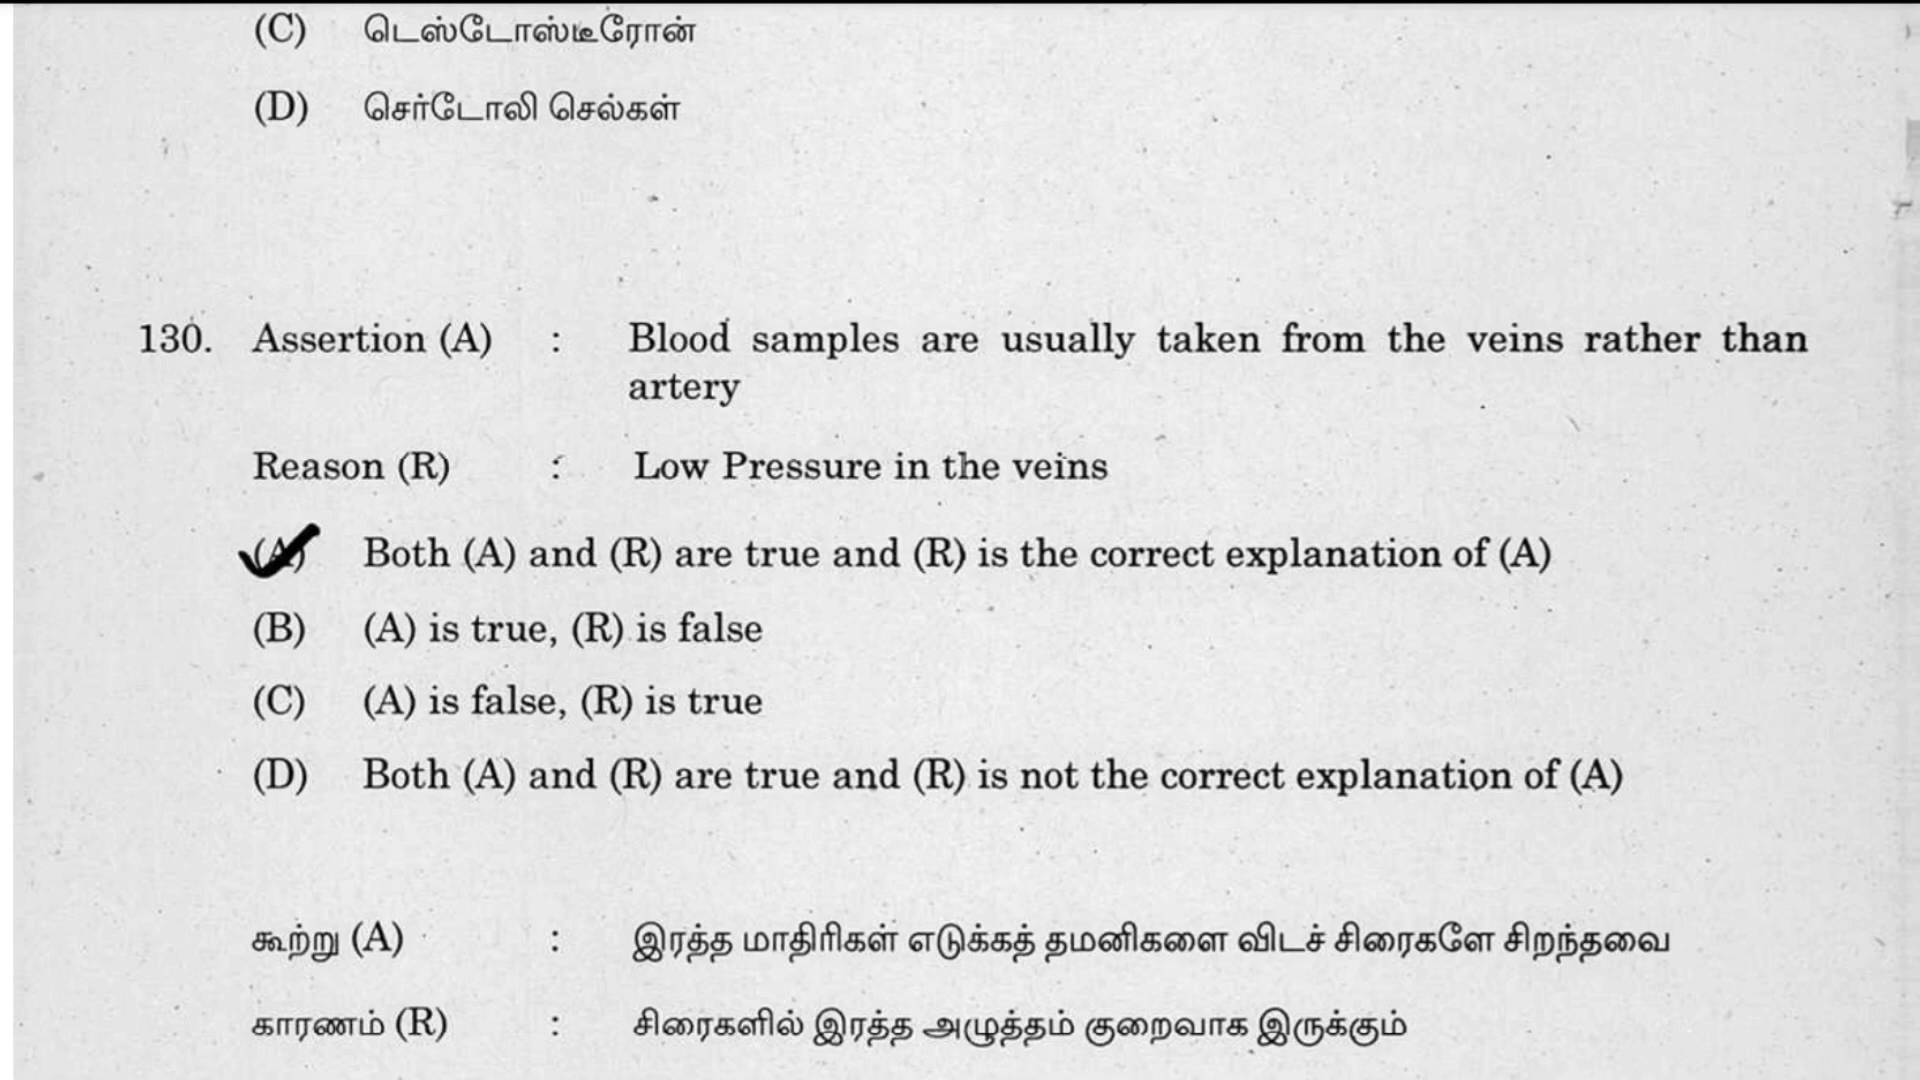 (C) டெஸ்டோஸ்டீரோன்
(D) செர்டோலி செல்கள்
130. Assertion (A) : Blood samples are usually taken from the veins rather than
artery
Reason (R) : Low Pressure in the veins
(A) Both (A) and (R) are true and (R) is the correct explanation of (A)
(B) (A) is true, (R) is false
(C) (A) is false, (R) is true
(D) Both (A) and (R) are true and (R) is not the correct explanation of (A)
கூற்று (A) : இரத்த மாதிரிகள் எடுக்கத் தமனிகளை விடச் சிரைகளே சிறந்தவை
காரணம் (R) : சிரைகளில் இரத்த அழுத்தம் குறைவாக இருக்கும்